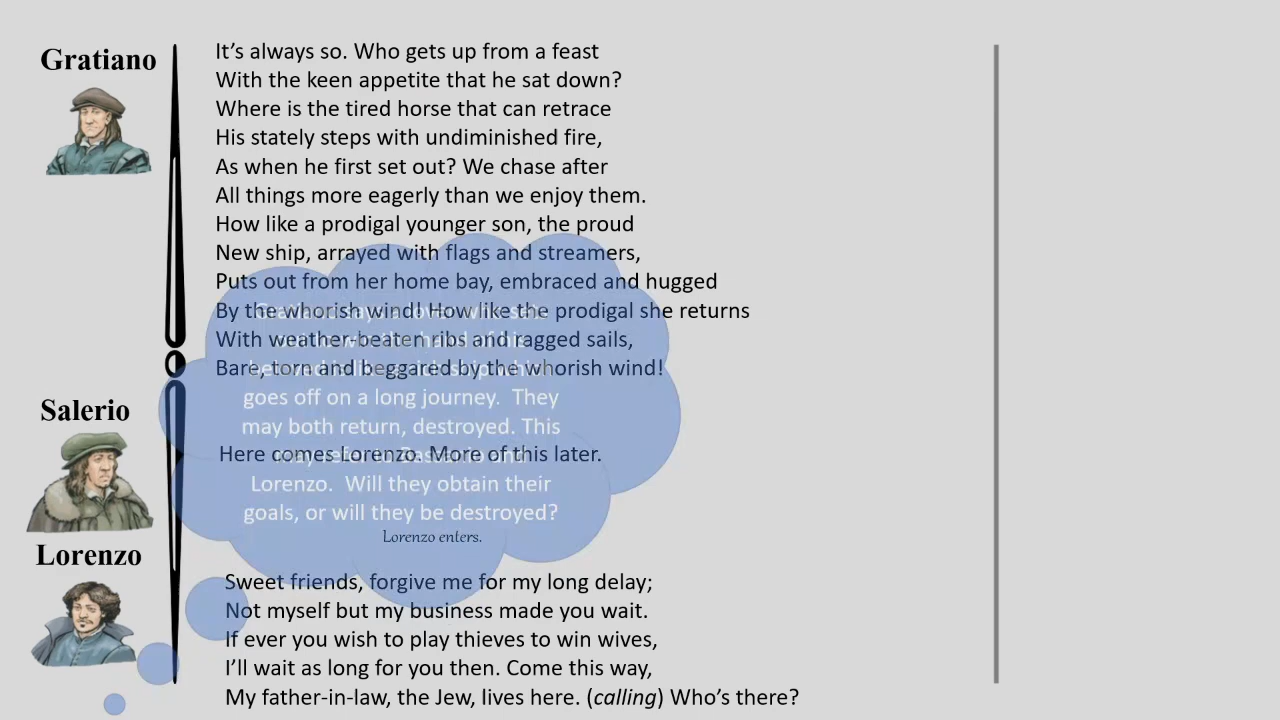 Gratiano
It's always so. Who gets up from a feast
With the keen appetite that he sat down?
Where is the tired horse that can retrace
His stately steps with undiminished fire,
As when he first set out? We chase after
All things more eagerly than we enjoy them.
How like a prodigal younger son, the proud
New ship, arrayed with flags and streamers,
Puts out from her home bay, embraced and hugged
By the whorish wind! How like the prodigal she returns
With weather-beaten ribs and ragged sails,
Bare, torn and beggared by the whorish wind!
goes off on a long journey. They
may both return, destroyed. This
Lorenzo. Will they obtain their
goals, or will they be destroyed?
Salerio
Here comes Lorenzo. More of this later.
Lorenzo enters.
Lorenzo
Sweet friends, forgive me for my long delay;
Not myself but my business made you wait.
If ever you wish to play thieves to win wives,
I'll wait as long for you then. Come this way,
My father-in-law, the Jew, lives here. (calling) Who's there?